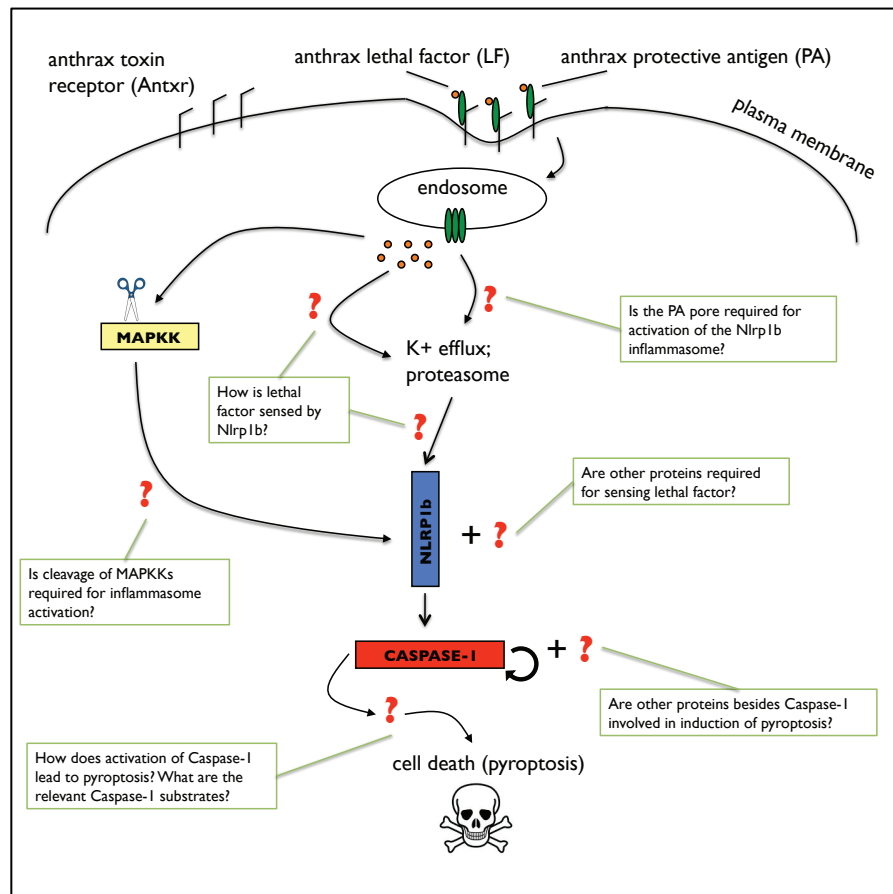 anthrax toxin
receptor (Antxr)
anthrax lethal factor (LF)
anthrax protective antigen (PA)
plasma membrane
endosome
?
?
Is the PA pore required for
activation of the Nlrp1b
inflammasome?
MAPKK
K+ efflux;
proteasome
How is lethal
factor sensed by
Nlrp1b?
?
Are other proteins required
for sensing lethal factor?
?
NLRP1b
+ ?
Is cleavage of MAPKKs
required for inflammasome
activation?
CASPASE-1
+ ?
Are other proteins besides Caspase-1
involved in induction of pyroptosis?
?
How does activation of Caspase-1
lead to pyroptosis? What are the
relevant Caspase-1 substrates?
cell death (pyroptosis)